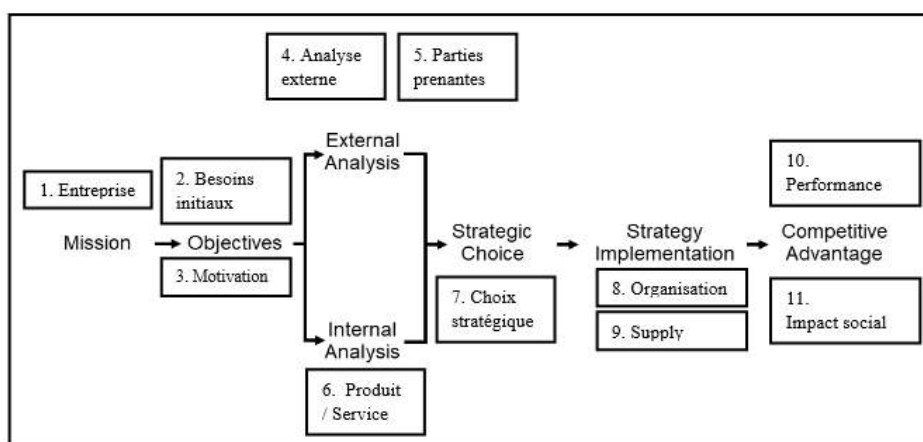 4. Analyse
externe
5. Parties
prenantes
External
Analysis
1. Entreprise
2. Besoins
initiaux
Mission
Objectives
3. Motivation
Strategic
Choice
7. Choix
stratégique
Strategy
Implementation
8. Organisation
9. Supply
10.
Performance
Competitive
Advantage
11.
Impact social
Internal
Analysis
6. Produit
/ Service